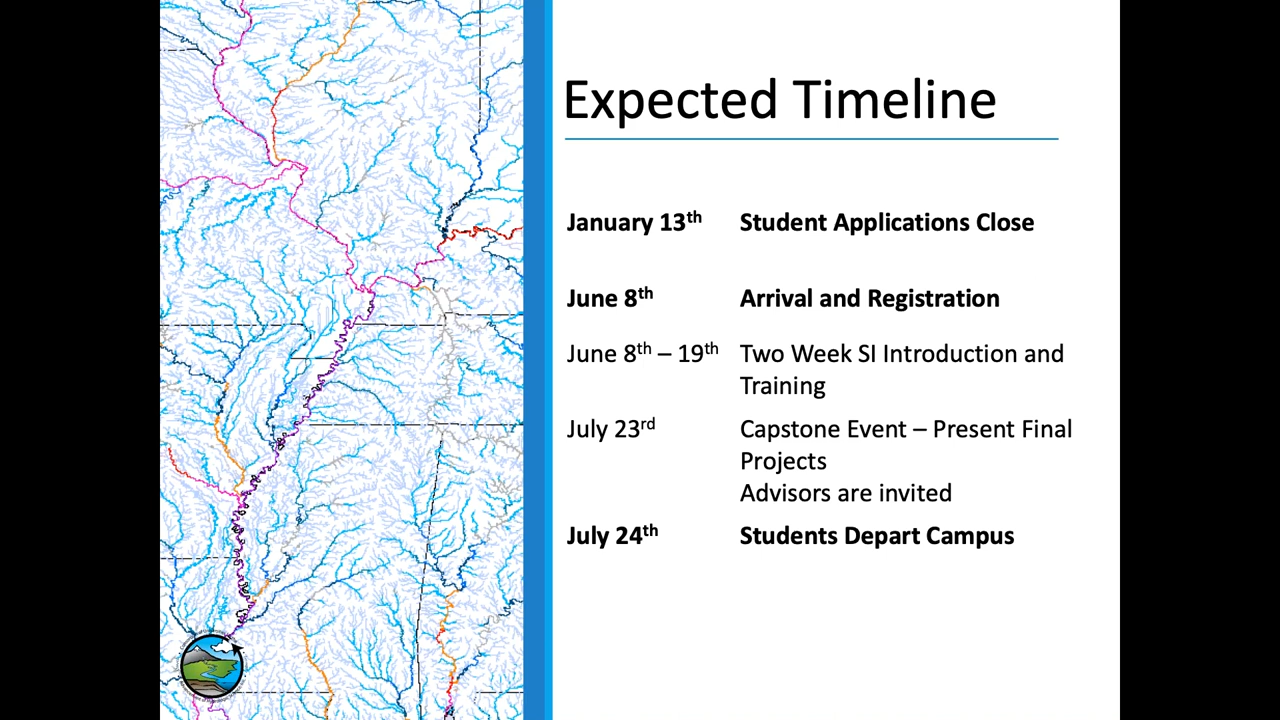 Expected Timeline
January 13th Student Applications Close
June 8th Arrival and Registration
June 8th – 19th Two Week SI Introduction and
Training
July 23rd Capstone Event – Present Final
Projects
Advisors are invited
July 24th Students Depart Campus